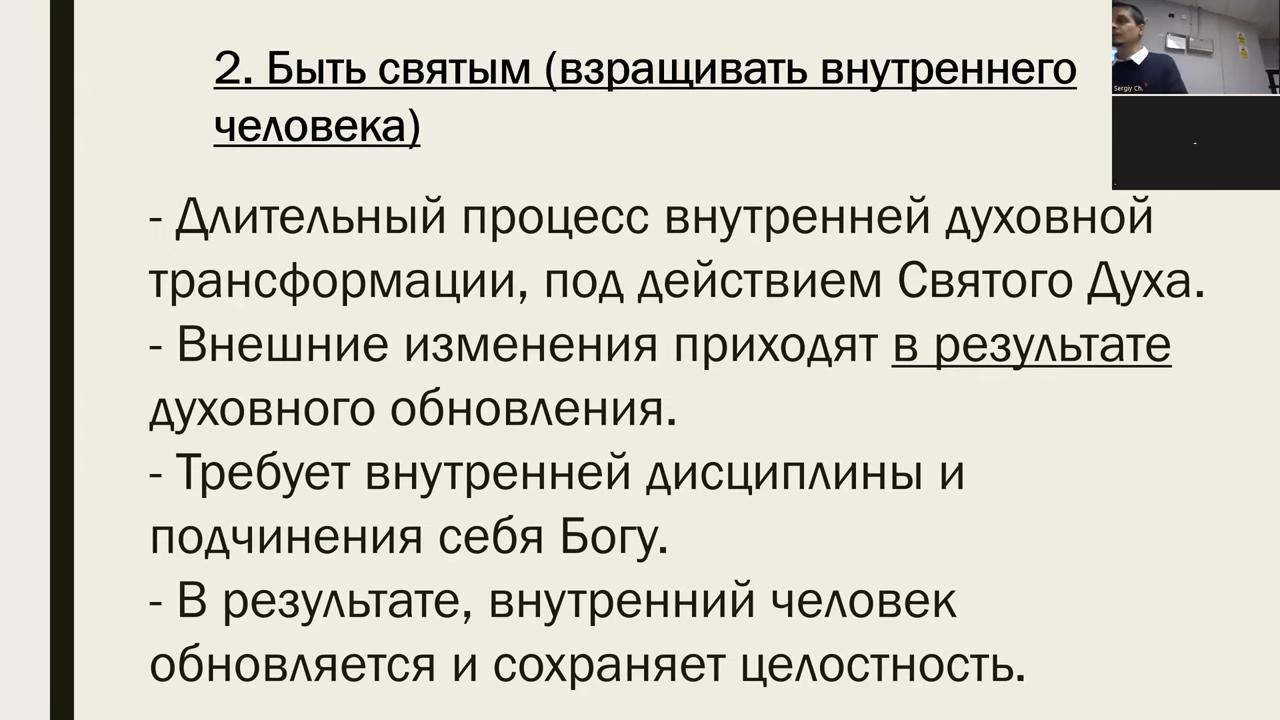 2. Быть святым (взращивать внутреннего
человека)
- Длительный процесс внутренней духовной
трансформации, под действием Святого Духа.
- Внешние изменения приходят в результате
духовного обновления.
- Требует внутренней дисциплины и
подчинения себя Богу.
- В результате, внутренний человек
обновляется и сохраняет целостность.
Sergiy Ch.